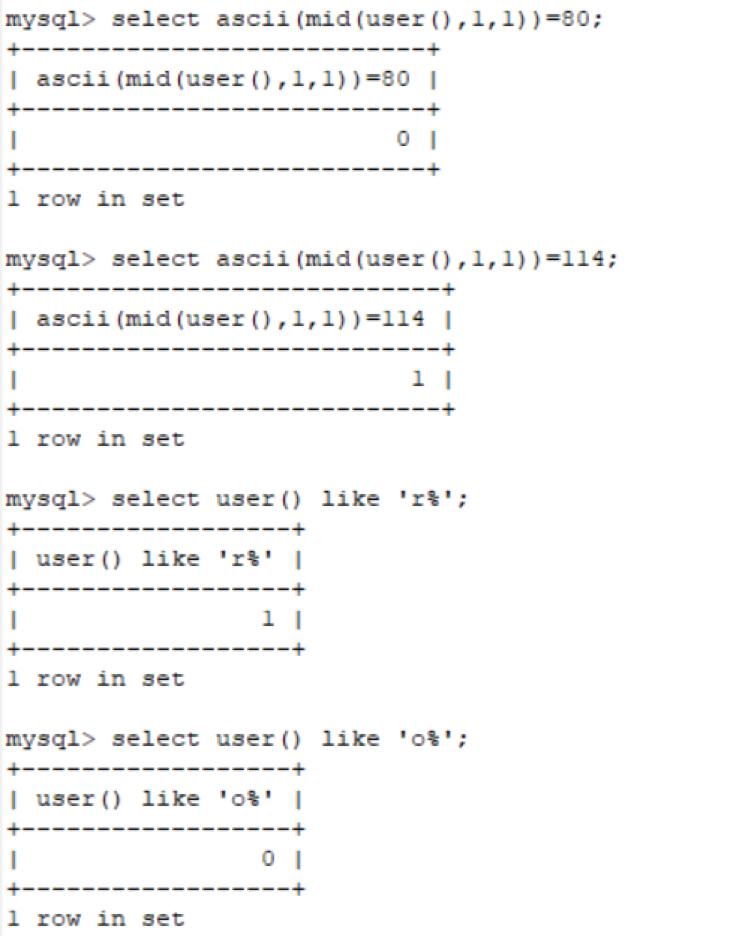 mysql> select ascii(mid(user(),1,1))=80;
+----------------------------+
| ascii(mid(user(),1,1))=80 |
+----------------------------+
|                         0 |
+----------------------------+
1 row in set

mysql> select ascii(mid(user(),1,1))=114;
+-----------------------------+
| ascii(mid(user(),1,1))=114 |
+-----------------------------+
|                          1 |
+-----------------------------+
1 row in set

mysql> select user() like 'r%';
+-------------------+
| user() like 'r%' |
+-------------------+
|                1 |
+-------------------+
1 row in set

mysql> select user() like 'o%';
+-------------------+
| user() like 'o%' |
+-------------------+
|                0 |
+-------------------+
1 row in set